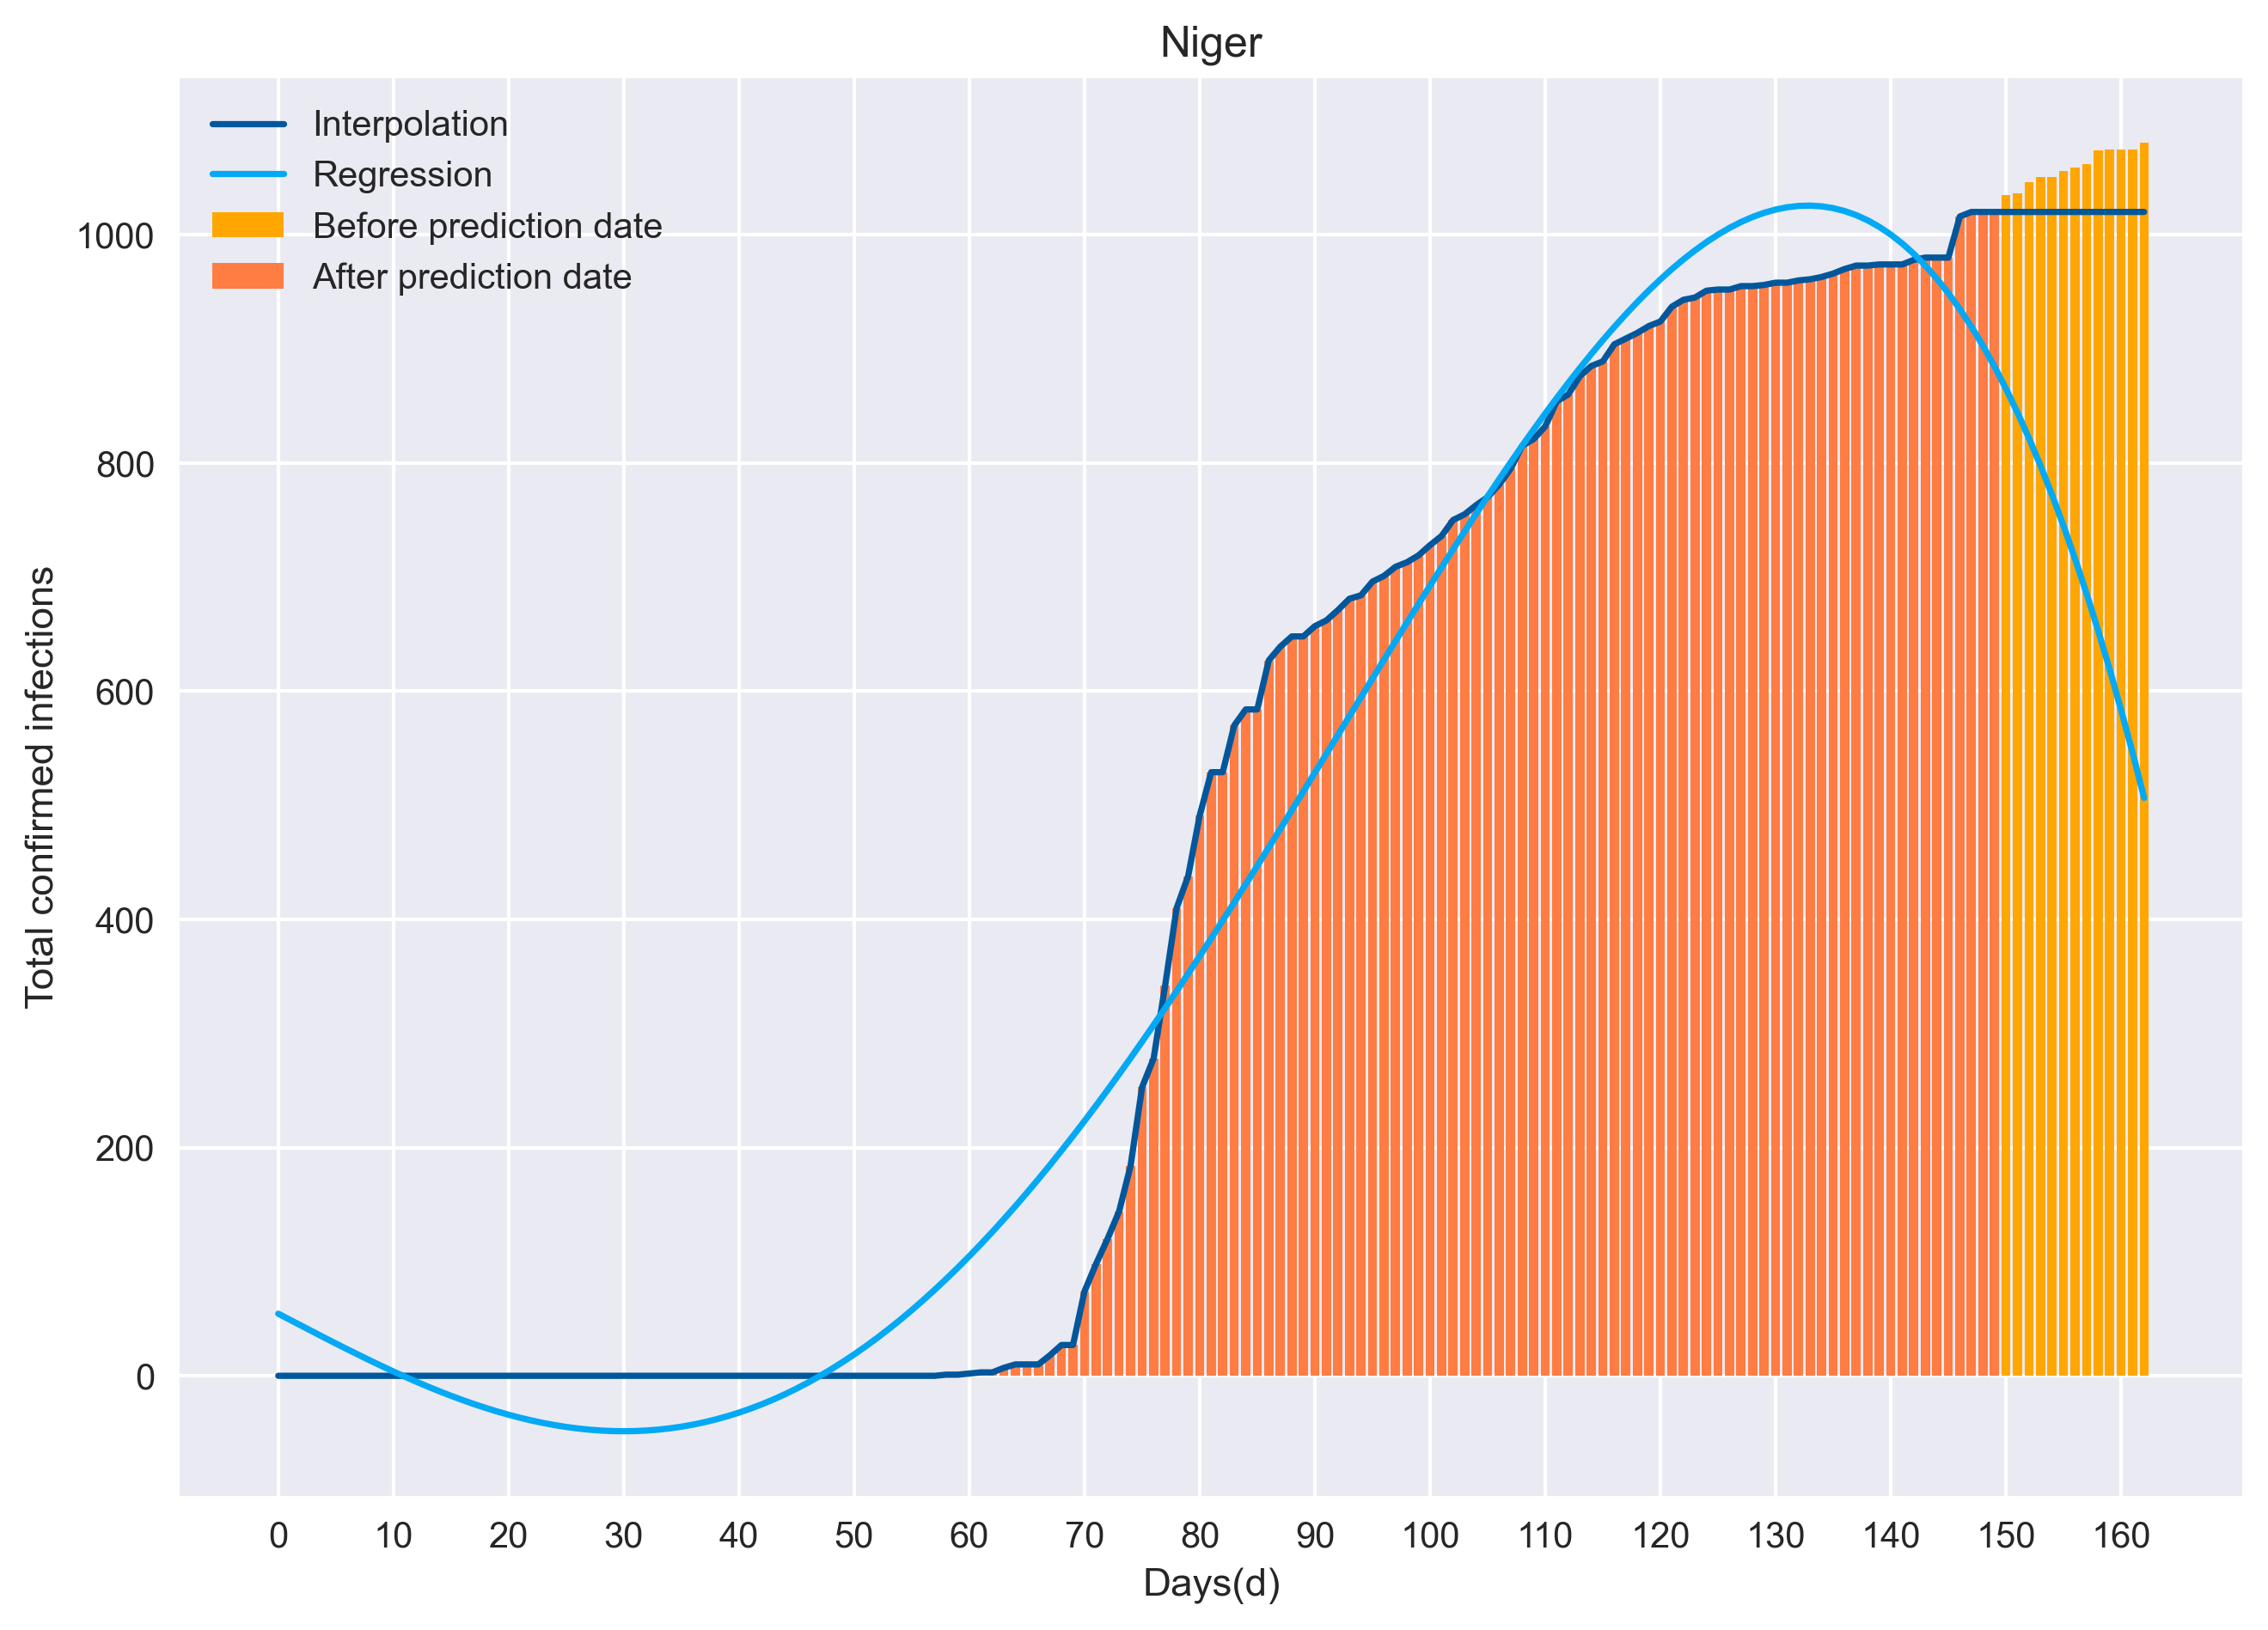 Niger
Interpolation
Regression
Before prediction date
After prediction date
1000
800
600
400
200
0
Total confirmed infections
0 10 20 30 40 50 60 70 80 90 100 110 120 130 140 150 160
Days(d)